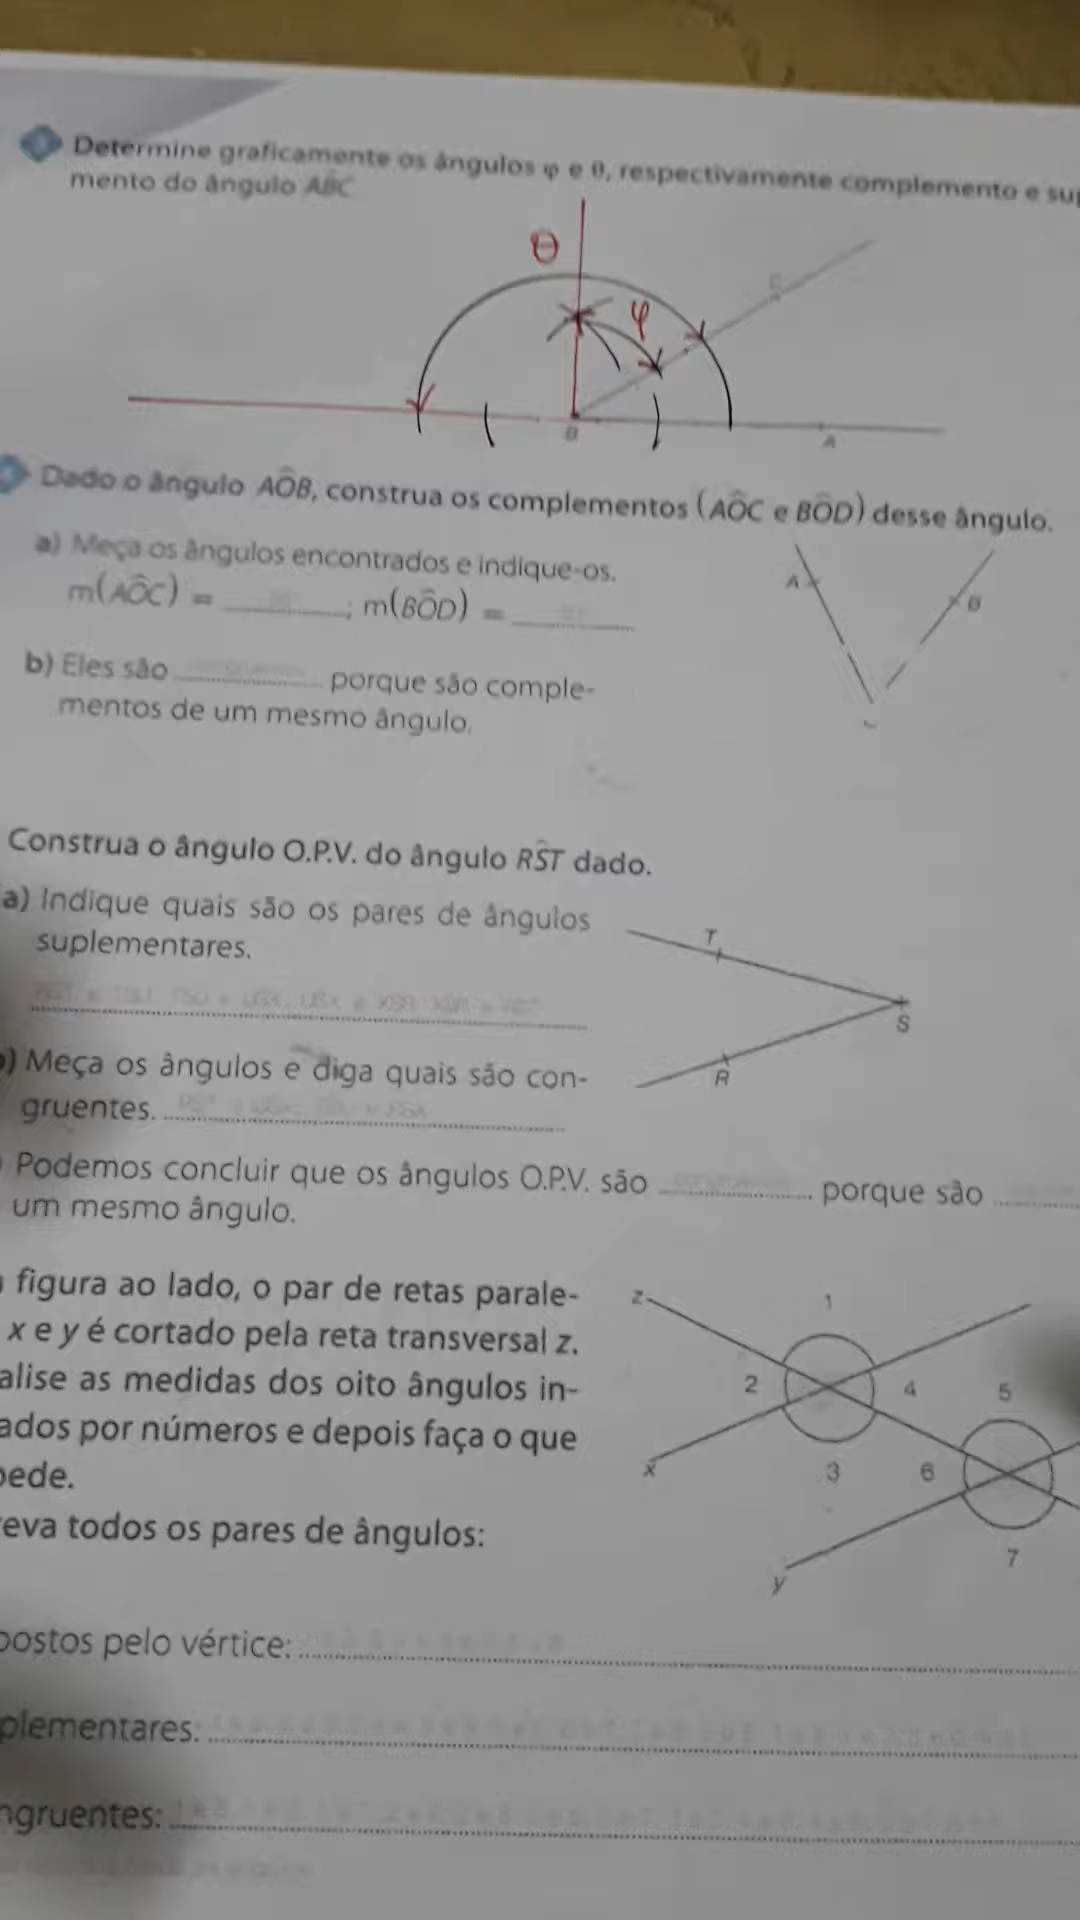 Determine graficamente os ângulos φ e θ, respectivamente complemento e sup
mento do ângulo AB̂C
θ
φ
C
B
A
Dado o ângulo AÔB, construa os complementos (AÔC e BÔD) desse ângulo.
a) Meça os ângulos encontrados e indique-os.
m(AÔC) = ; m(BÔD) =
A
B
b) Eles são porque são comple-
mentos de um mesmo ângulo.
Construa o ângulo O.P.V. do ângulo RŜT dado.
a) Indique quais são os pares de ângulos
suplementares.
T
S
R
) Meça os ângulos e diga quais são con-
gruentes.
Podemos concluir que os ângulos O.P.V. são porque são
um mesmo ângulo.
figura ao lado, o par de retas parale-
x e y é cortado pela reta transversal z.
alise as medidas dos oito ângulos in-
ados por números e depois faça o que
pede.
eva todos os pares de ângulos:
z
1
2
4
5
x
3
6
7
y
postos pelo vértice:
plementares:
ngruentes: